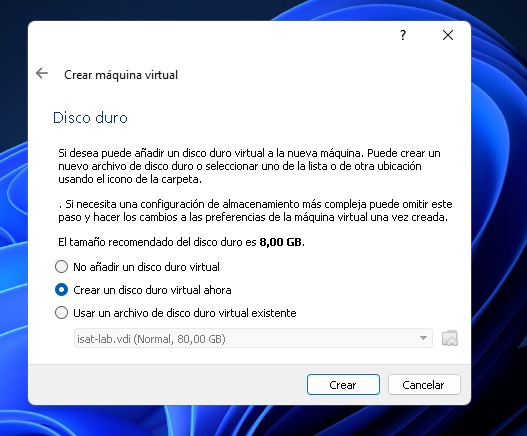 ?
Crear máquina virtual
Disco duro
Si desea puede añadir un disco duro virtual a la nueva máquina. Puede crear un
nuevo archivo de disco duro o seleccionar uno de la lista o de otra ubicación
usando el icono de la carpeta.
. Si necesita una configuración de almacenamiento más compleja puede omitir este
paso y hacer los cambios a las preferencias de la máquina virtual una vez creada.
El tamaño recomendado del disco duro es 8,00 GB.
No añadir un disco duro virtual
Crear un disco duro virtual ahora
Usar un archivo de disco duro virtual existente
isat-lab.vdi (Normal, 80,00 GB)
Crear
Cancelar